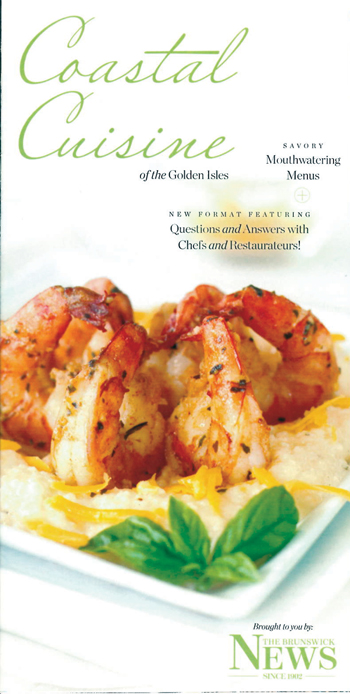 Coastal
Cuisine
of the Golden Isles
SAVORY
Mouthwatering
Menus
NEW FORMAT FEATURING
Questions and Answers with
Chefs and Restaurateurs!
Brought to you by:
THE BRUNSWICK
NEWS
SINCE 1902